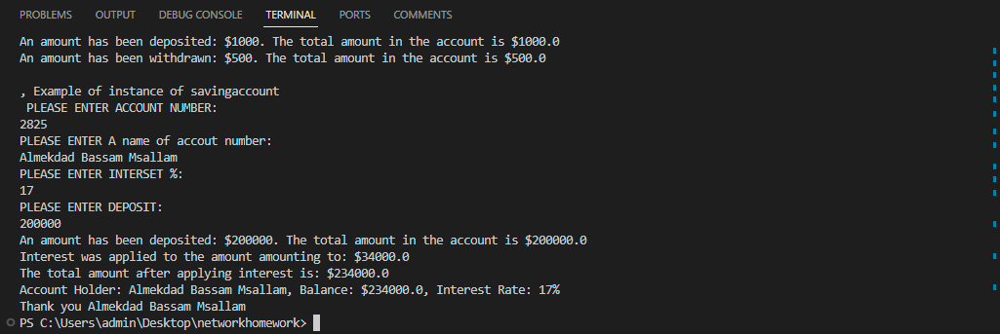 PROBLEMS OUTPUT DEBUG CONSOLE TERMINAL PORTS COMMENTS
An amount has been deposited: $1000. The total amount in the account is $1000.0
An amount has been withdrawn: $500. The total amount in the account is $500.0
, Example of instance of savingaccount
PLEASE ENTER ACCOUNT NUMBER:
2825
PLEASE ENTER A name of accout number:
Almekdad Bassam Msallam
PLEASE ENTER INTERSET %:
17
PLEASE ENTER DEPOSIT:
200000
An amount has been deposited: $200000. The total amount in the account is $200000.0
Interest was applied to the amount amounting to: $34000.0
The total amount after applying interest is: $234000.0
Account Holder: Almekdad Bassam Msallam, Balance: $234000.0, Interest Rate: 17%
Thank you Almekdad Bassam Msallam
PS C:\Users\admin\Desktop\networkhomework>